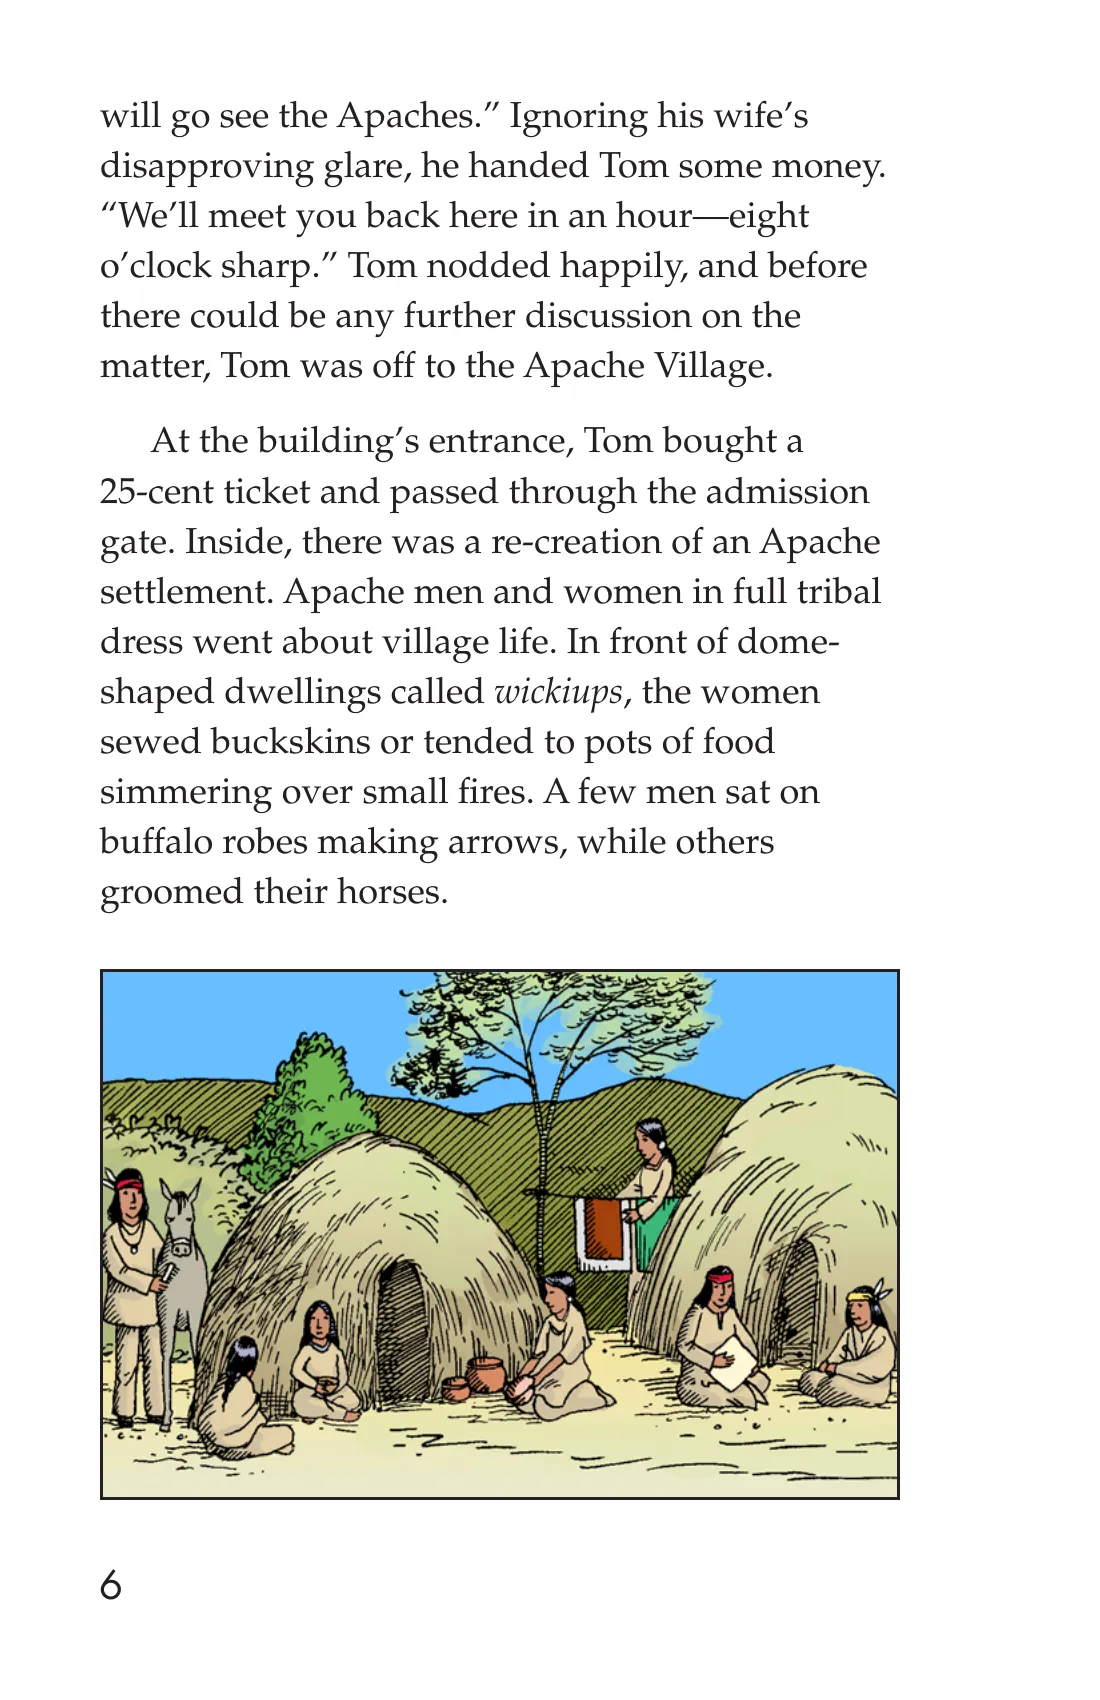 will go see the Apaches.” Ignoring his wife’s
disapproving glare, he handed Tom some money.
“We’ll meet you back here in an hour—eight
o’clock sharp.” Tom nodded happily, and before
there could be any further discussion on the
matter, Tom was off to the Apache Village.
At the building’s entrance, Tom bought a
25-cent ticket and passed through the admission
gate. Inside, there was a re-creation of an Apache
settlement. Apache men and women in full tribal
dress went about village life. In front of dome-
shaped dwellings called wickiups, the women
sewed buckskins or tended to pots of food
simmering over small fires. A few men sat on
buffalo robes making arrows, while others
groomed their horses.
6